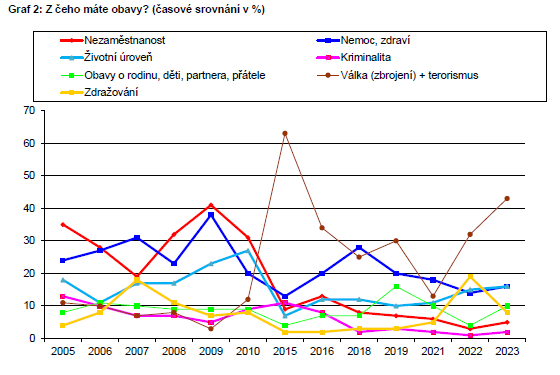 Graf 2: Z čeho máte obavy? (časové srovnání v %)
Nezaměstnanost
Nemoc, zdraví
Životní úroveň
Kriminalita
Obavy o rodinu, děti, partnera, přátele
Válka (zbrojení) + terorismus
Zdražování
70
60
50
40
30
20
10
0
2005 2006 2007 2008 2009 2010 2015 2016 2018 2019 2021 2022 2023